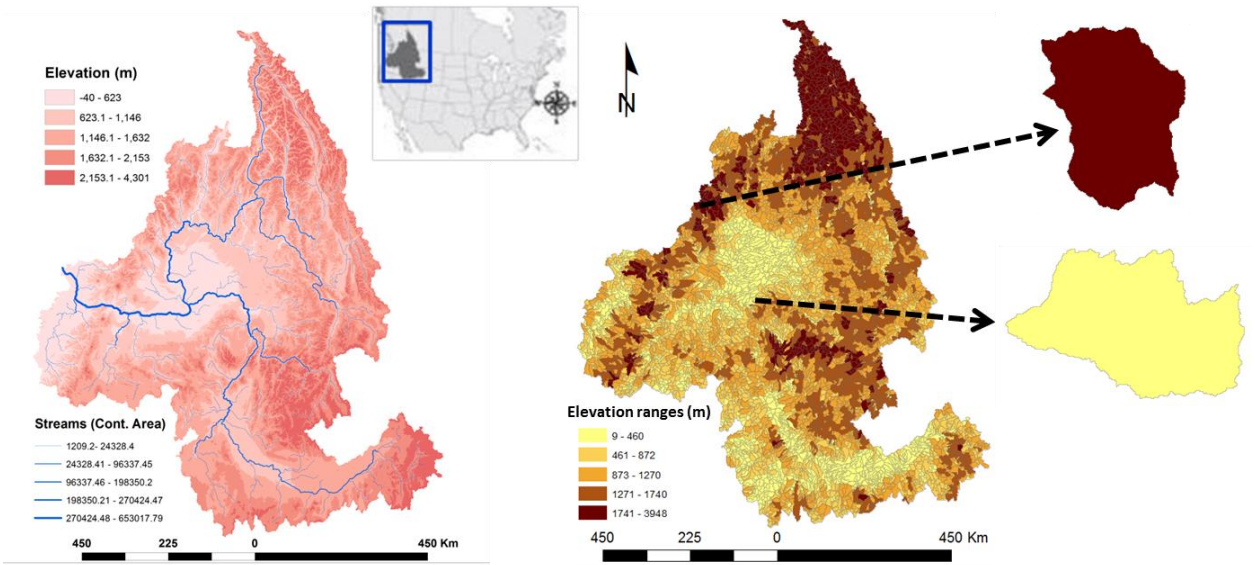 Elevation (m)
-40 - 623
623.1 - 1,146
1,146.1 - 1,632
1,632.1 - 2,153
2,153.1 - 4,301
Streams (Cont. Area)
1209.2- 24328.4
24328.41 - 96337.45
96337.46 - 198350.2
198350.21 - 270424.47
270424.48 - 653017.79
450 225 0 450 Km
N
N
Elevation ranges (m)
9 - 460
461 - 872
873 - 1270
1271 - 1740
1741 - 3948
450 225 0 450 Km